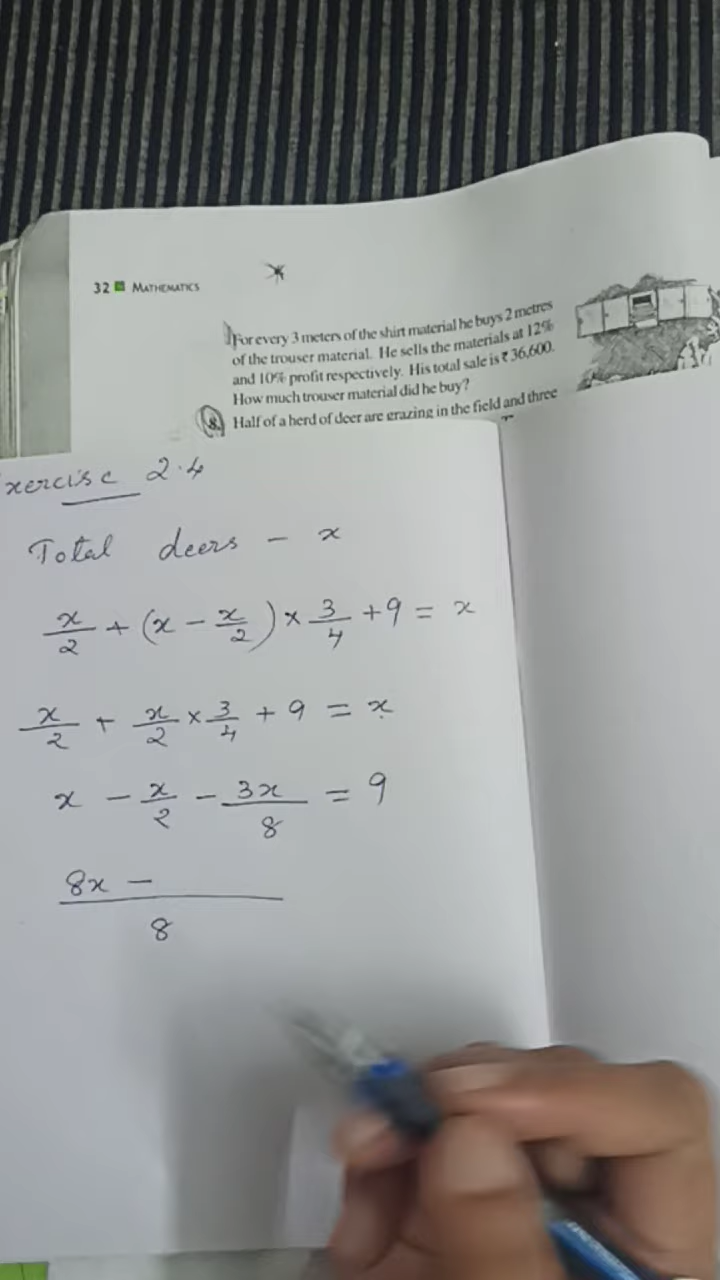 32 MATHEMATICS
For every 3 meters of the shirt material he buys 2 metres
of the trouser material. He sells the materials at 12%
and 10% profit respectively. His total sale is ₹ 36,600.
How much trouser material did he buy?
8. Half of a herd of deer are grazing in the field and three
xercise 2.4
Total deers - x
x/2 + (x - x/2) × 3/4 + 9 = x
x/2 + x/2 × 3/4 + 9 = x
x - x/2 - 3x/8 = 9
8x - / 8